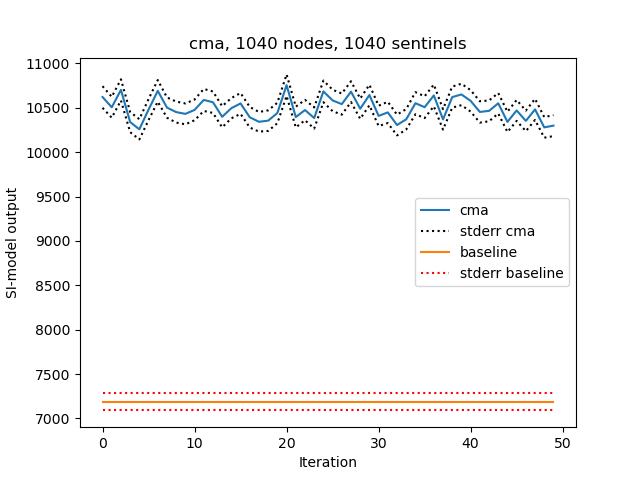 cma, 1040 nodes, 1040 sentinels
11000
10500
10000
9500
9000
8500
8000
7500
7000
SI-model output
cma
stderr cma
baseline
stderr baseline
0
10
20
30
40
50
Iteration